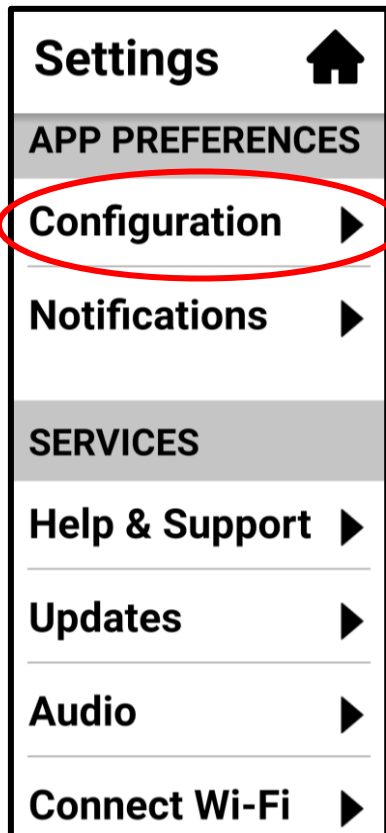 Settings
APP PREFERENCES
Configuration
Notifications
SERVICES
Help & Support
Updates
Audio
Connect Wi-Fi